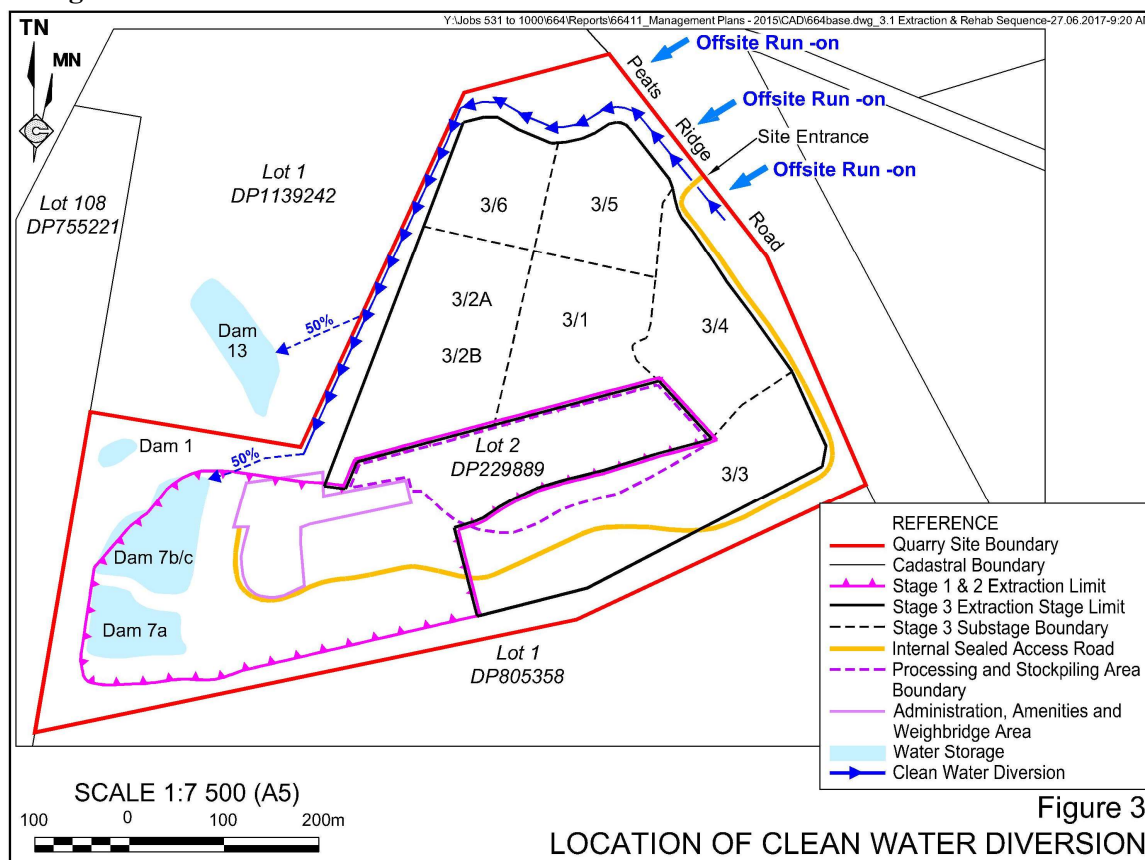 Y:\Jobs 531 to 1000\664\Reports\66411_Management Plans - 2015\CAD\664base.dwg_3.1 Extraction & Rehab Sequence-27.06.2017-9:20 AM
TN
MN
Offsite Run -on
Peats
Ridge
Road
Offsite Run -on
Site Entrance
Offsite Run -on
Lot 1
DP1139242
Lot 108
DP755221
3/6
3/5
3/2A
3/1
3/4
3/2B
50%
Dam
13
Dam 1
50%
Lot 2
DP229889
3/3
Dam 7b/c
Dam 7a
Lot 1
DP805358
REFERENCE
Quarry Site Boundary
Cadastral Boundary
Stage 1 & 2 Extraction Limit
Stage 3 Extraction Stage Limit
Stage 3 Substage Boundary
Internal Sealed Access Road
Processing and Stockpiling Area
Boundary
Administration, Amenities and
Weighbridge Area
Water Storage
Clean Water Diversion
SCALE 1:7 500 (A5)
100 0 100 200m
Figure 3
LOCATION OF CLEAN WATER DIVERSION